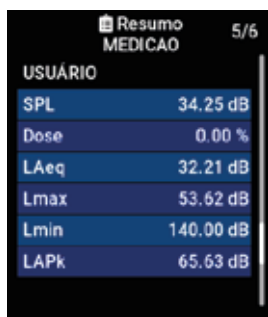 Resumo 5/6
MEDICAO
USUÁRIO
SPL 34.25 dB
Dose 0.00 %
LAeq 32.21 dB
Lmax 53.62 dB
Lmin 140.00 dB
LAPk 65.63 dB